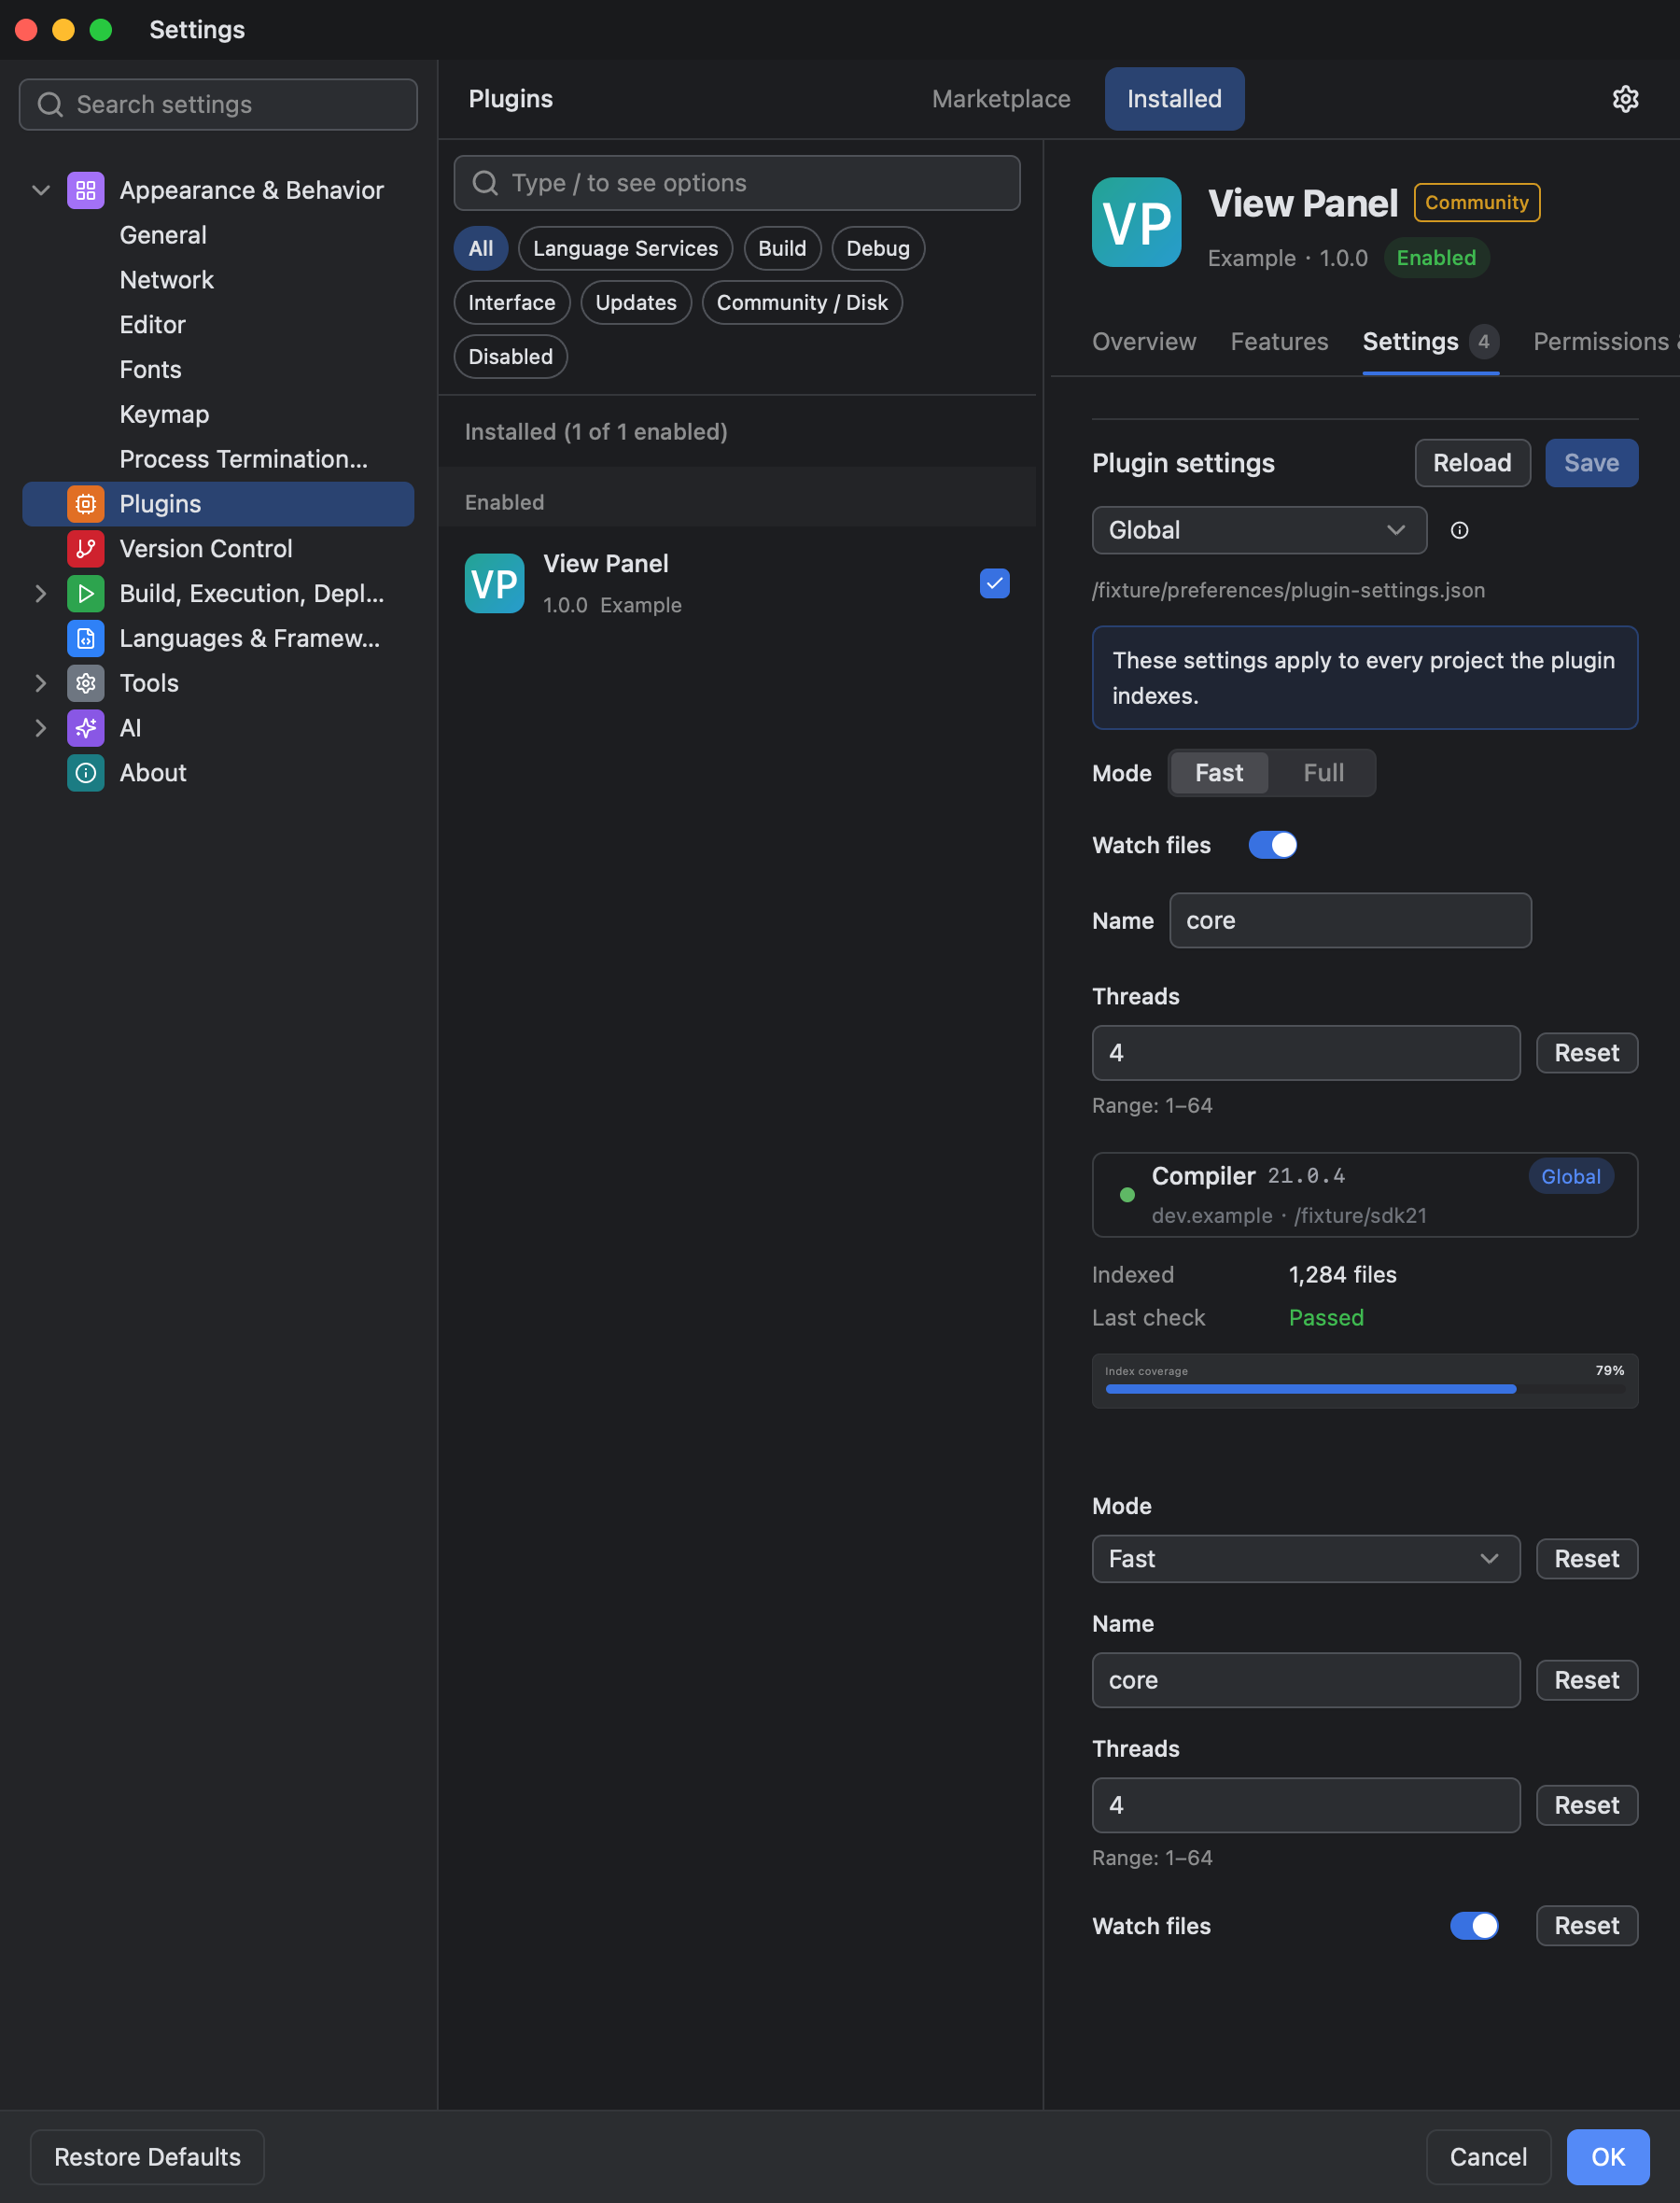 Settings
Search settings
Appearance & Behavior
General
Network
Editor
Fonts
Keymap
Process Termination...
Plugins
Version Control
Build, Execution, Depl...
Languages & Framew...
Tools
AI
About
Plugins
Marketplace
Installed
Type / to see options
All
Language Services
Build
Debug
Interface
Updates
Community / Disk
Disabled
Installed (1 of 1 enabled)
Enabled
VP
View Panel
1.0.0 Example
VP
View Panel
Community
Example · 1.0.0
Enabled
Overview
Features
Settings 4
Permissions &
Plugin settings
Reload
Save
Global
/fixture/preferences/plugin-settings.json
These settings apply to every project the plugin
indexes.
Mode
Fast
Full
Watch files
Name
core
Threads
4
Reset
Range: 1–64
Compiler 21.0.4
Global
dev.example · /fixture/sdk21
Indexed
1,284 files
Last check
Passed
Index coverage
79%
Mode
Fast
Reset
Name
core
Reset
Threads
4
Reset
Range: 1–64
Watch files
Reset
Restore Defaults
Cancel
OK